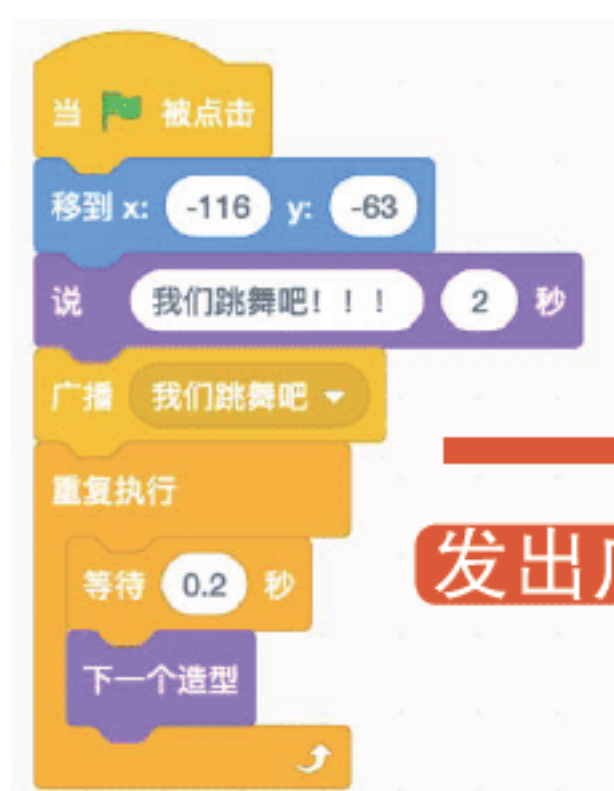 当 被点击
移到 x: -116 y: -63
说 我们跳舞吧！！！ 2 秒
广播 我们跳舞吧
重复执行
等待 0.2 秒
下一个造型
发出